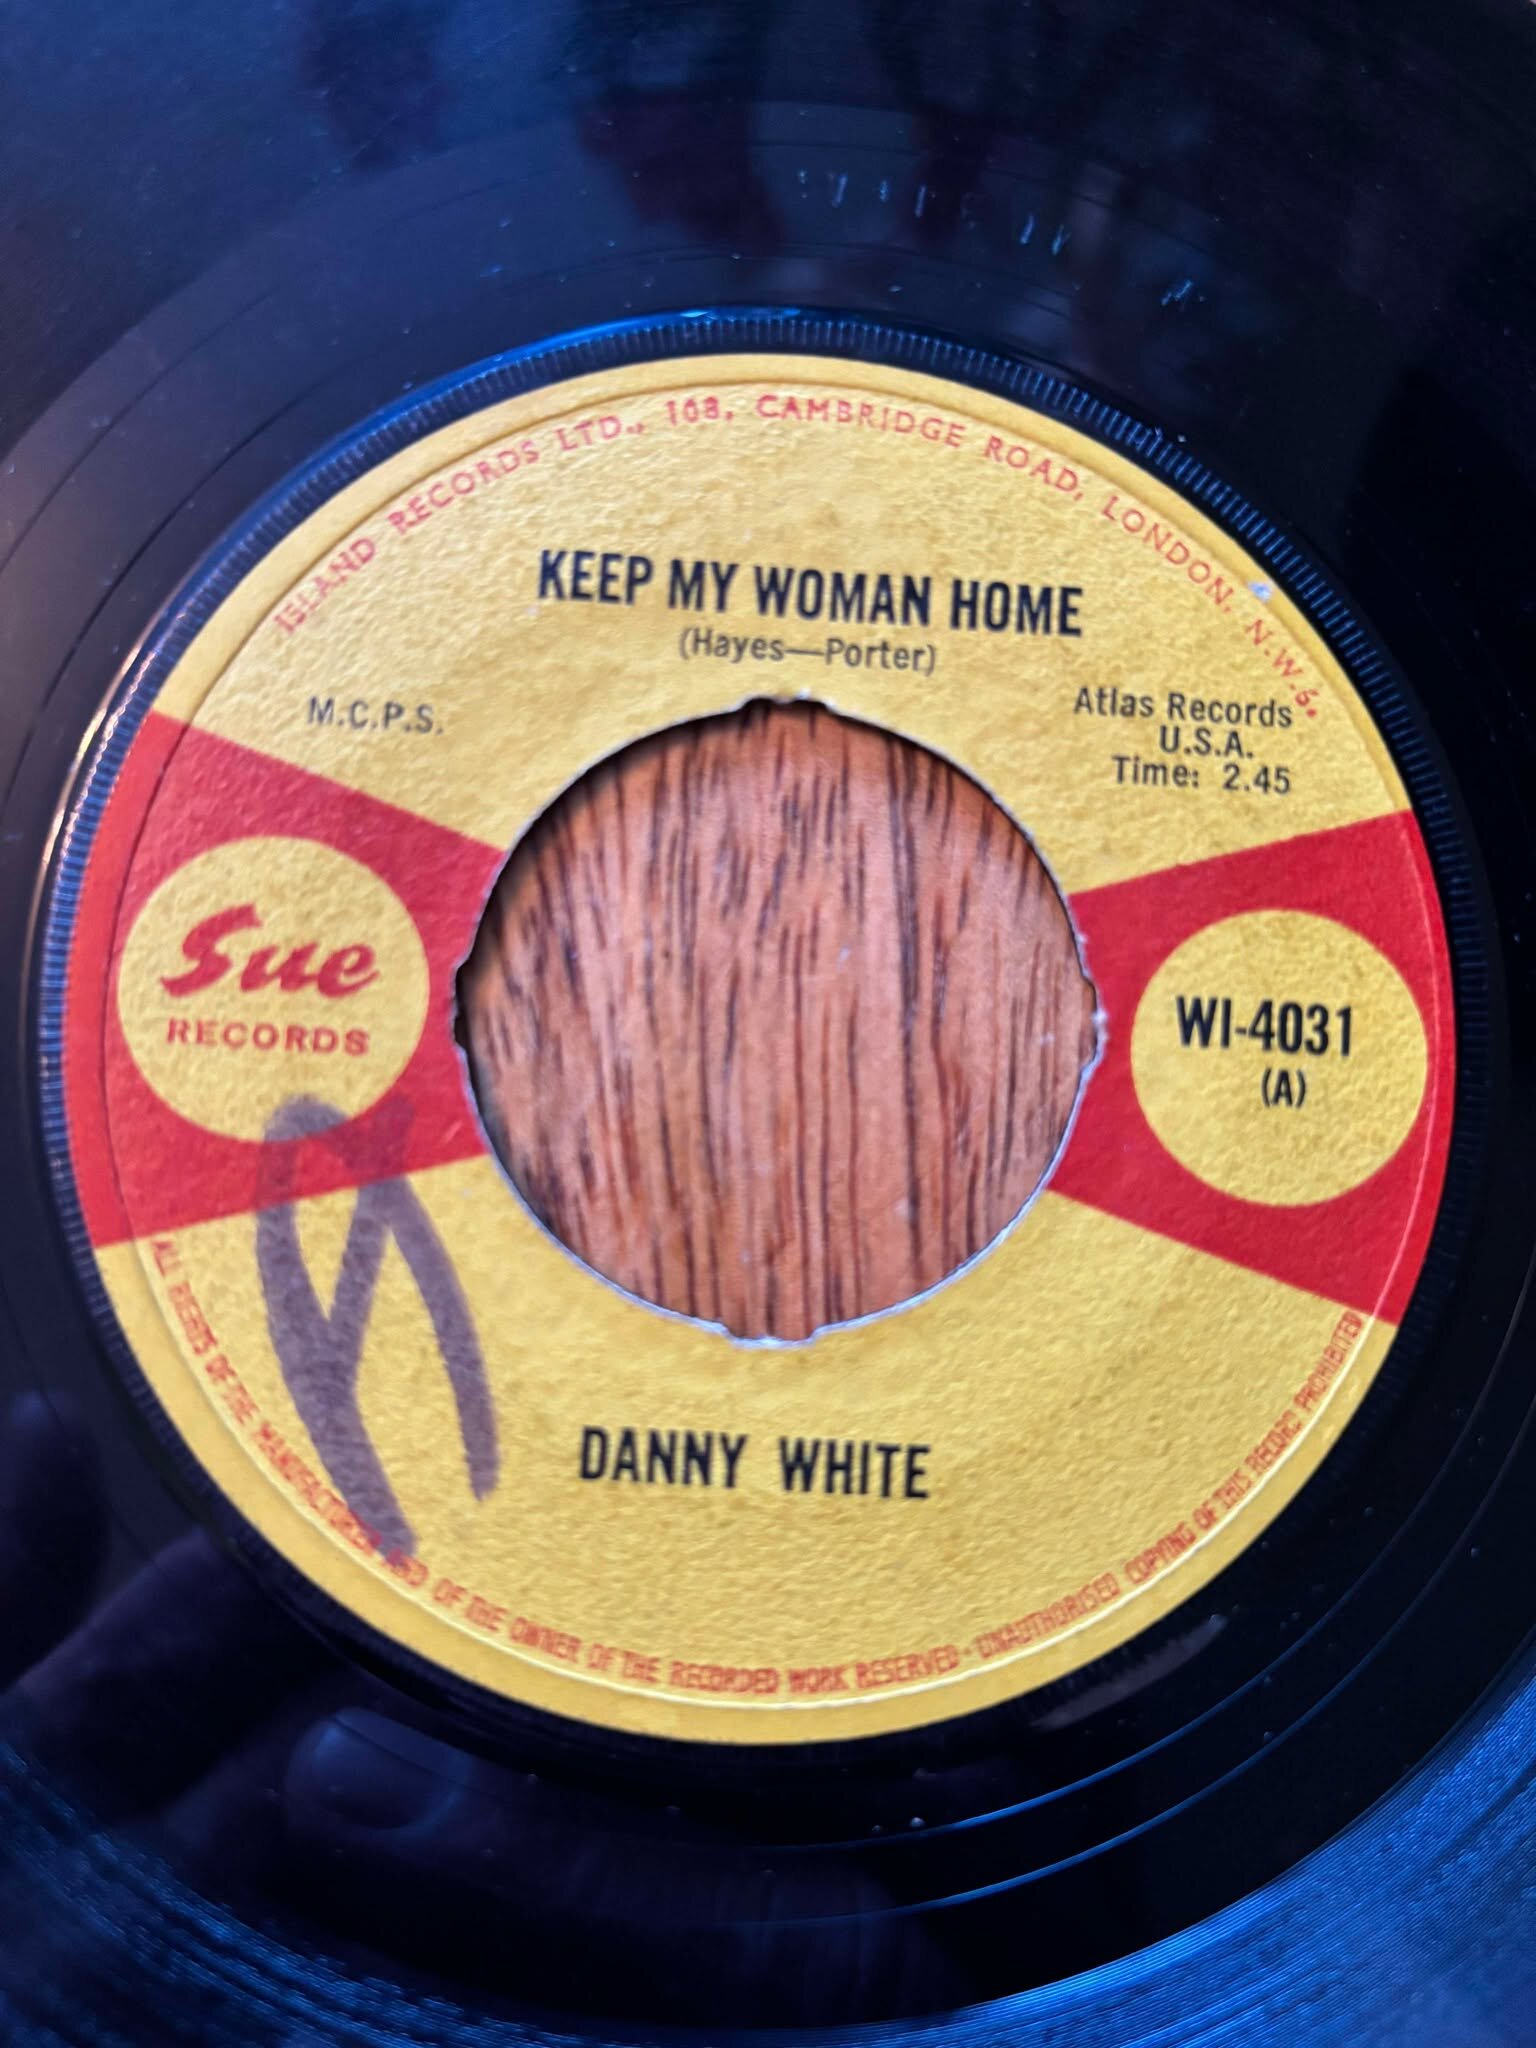 ISLAND RECORDS LTD., 108, CAMBRIDGE ROAD, LONDON, N.W.6.
KEEP MY WOMAN HOME
(Hayes—Porter)
M.C.P.S.
Atlas Records
U.S.A.
Time: 2.45
Sue
RECORDS
WI-4031
(A)
DANNY WHITE
ALL RIGHTS OF THE MANUFACTURER AND OF THE OWNER OF THE RECORDED WORK RESERVED · UNAUTHORISED COPYING OF THIS RECORD PROHIBITED